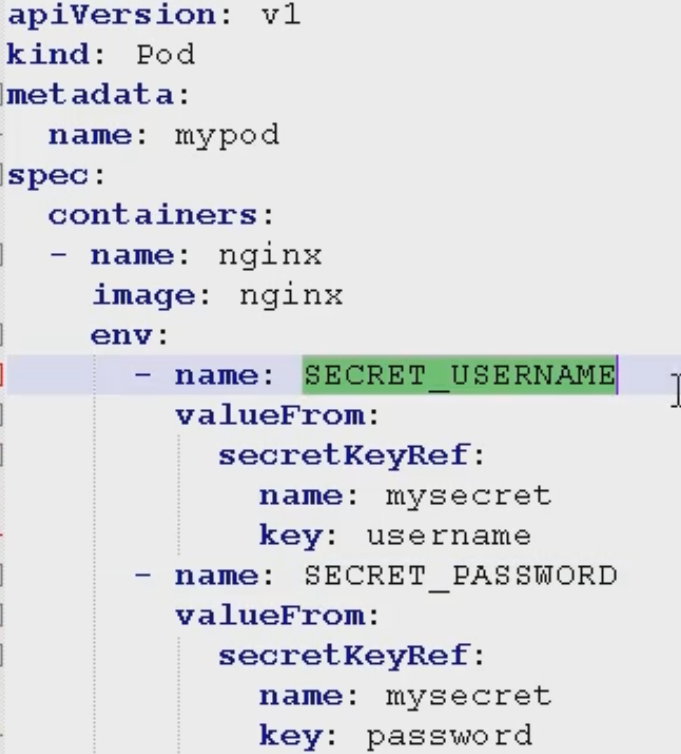 apiVersion: v1
kind: Pod
metadata:
  name: mypod
spec:
  containers:
  - name: nginx
    image: nginx
    env:
      - name: SECRET_USERNAME
        valueFrom:
          secretKeyRef:
            name: mysecret
            key: username
      - name: SECRET_PASSWORD
        valueFrom:
          secretKeyRef:
            name: mysecret
            key: password